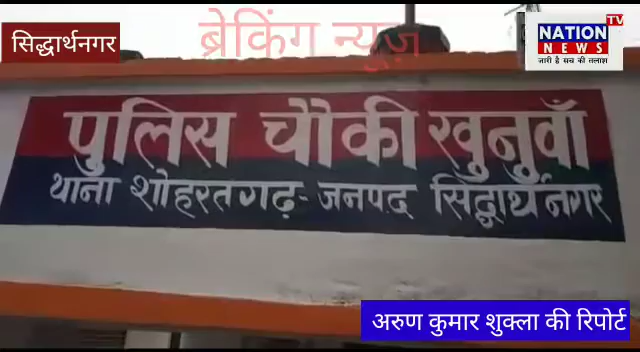 सिद्धार्थनगर
ब्रेकिंग न्यूज़
TV
NATION
NEWS
जारी है सच की तलाश
पुलिस चौकी खुनुवाँ
थाना शोहरतगढ़-जनपद सिद्धार्थनगर
अरुण कुमार शुक्ला की रिपोर्ट